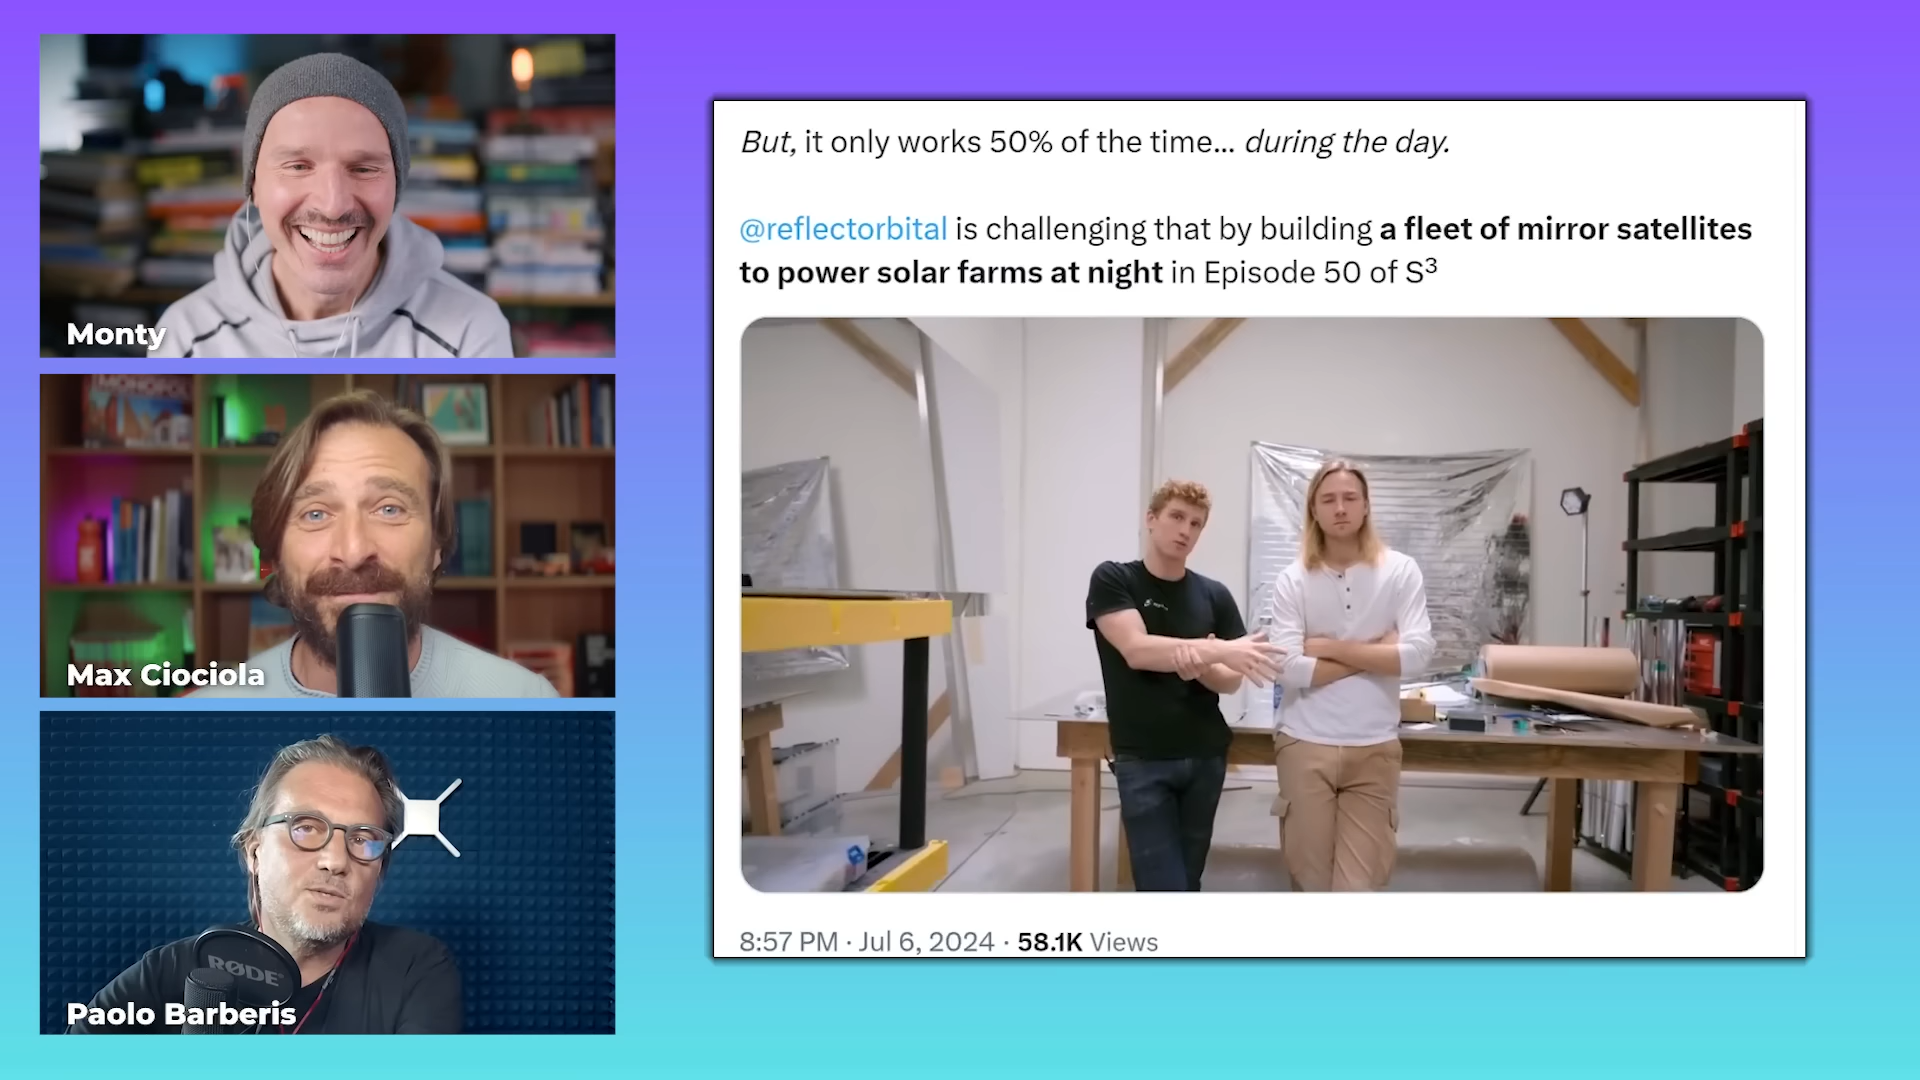 Monty
MONOPOL
Max Ciociola
RØDE
Paolo Barberis
But, it only works 50% of the time... during the day.
@reflectorbital is challenging that by building a fleet of mirror satellites
to power solar farms at night in Episode 50 of S³
8:57 PM · Jul 6, 2024 · 58.1K Views